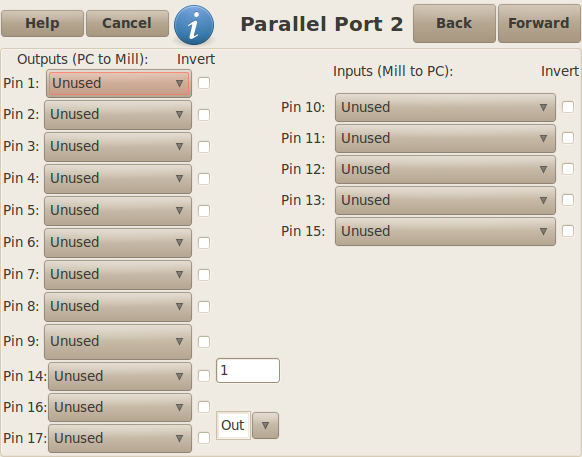 Help Cancel i Parallel Port 2 Back Forward
Outputs (PC to Mill): Invert
Inputs (Mill to PC): Invert
Pin 1: Unused
Pin 2: Unused
Pin 3: Unused
Pin 4: Unused
Pin 5: Unused
Pin 6: Unused
Pin 7: Unused
Pin 8: Unused
Pin 9: Unused
Pin 14: Unused
Pin 16: Unused
Pin 17: Unused
1
Out
Pin 10: Unused
Pin 11: Unused
Pin 12: Unused
Pin 13: Unused
Pin 15: Unused